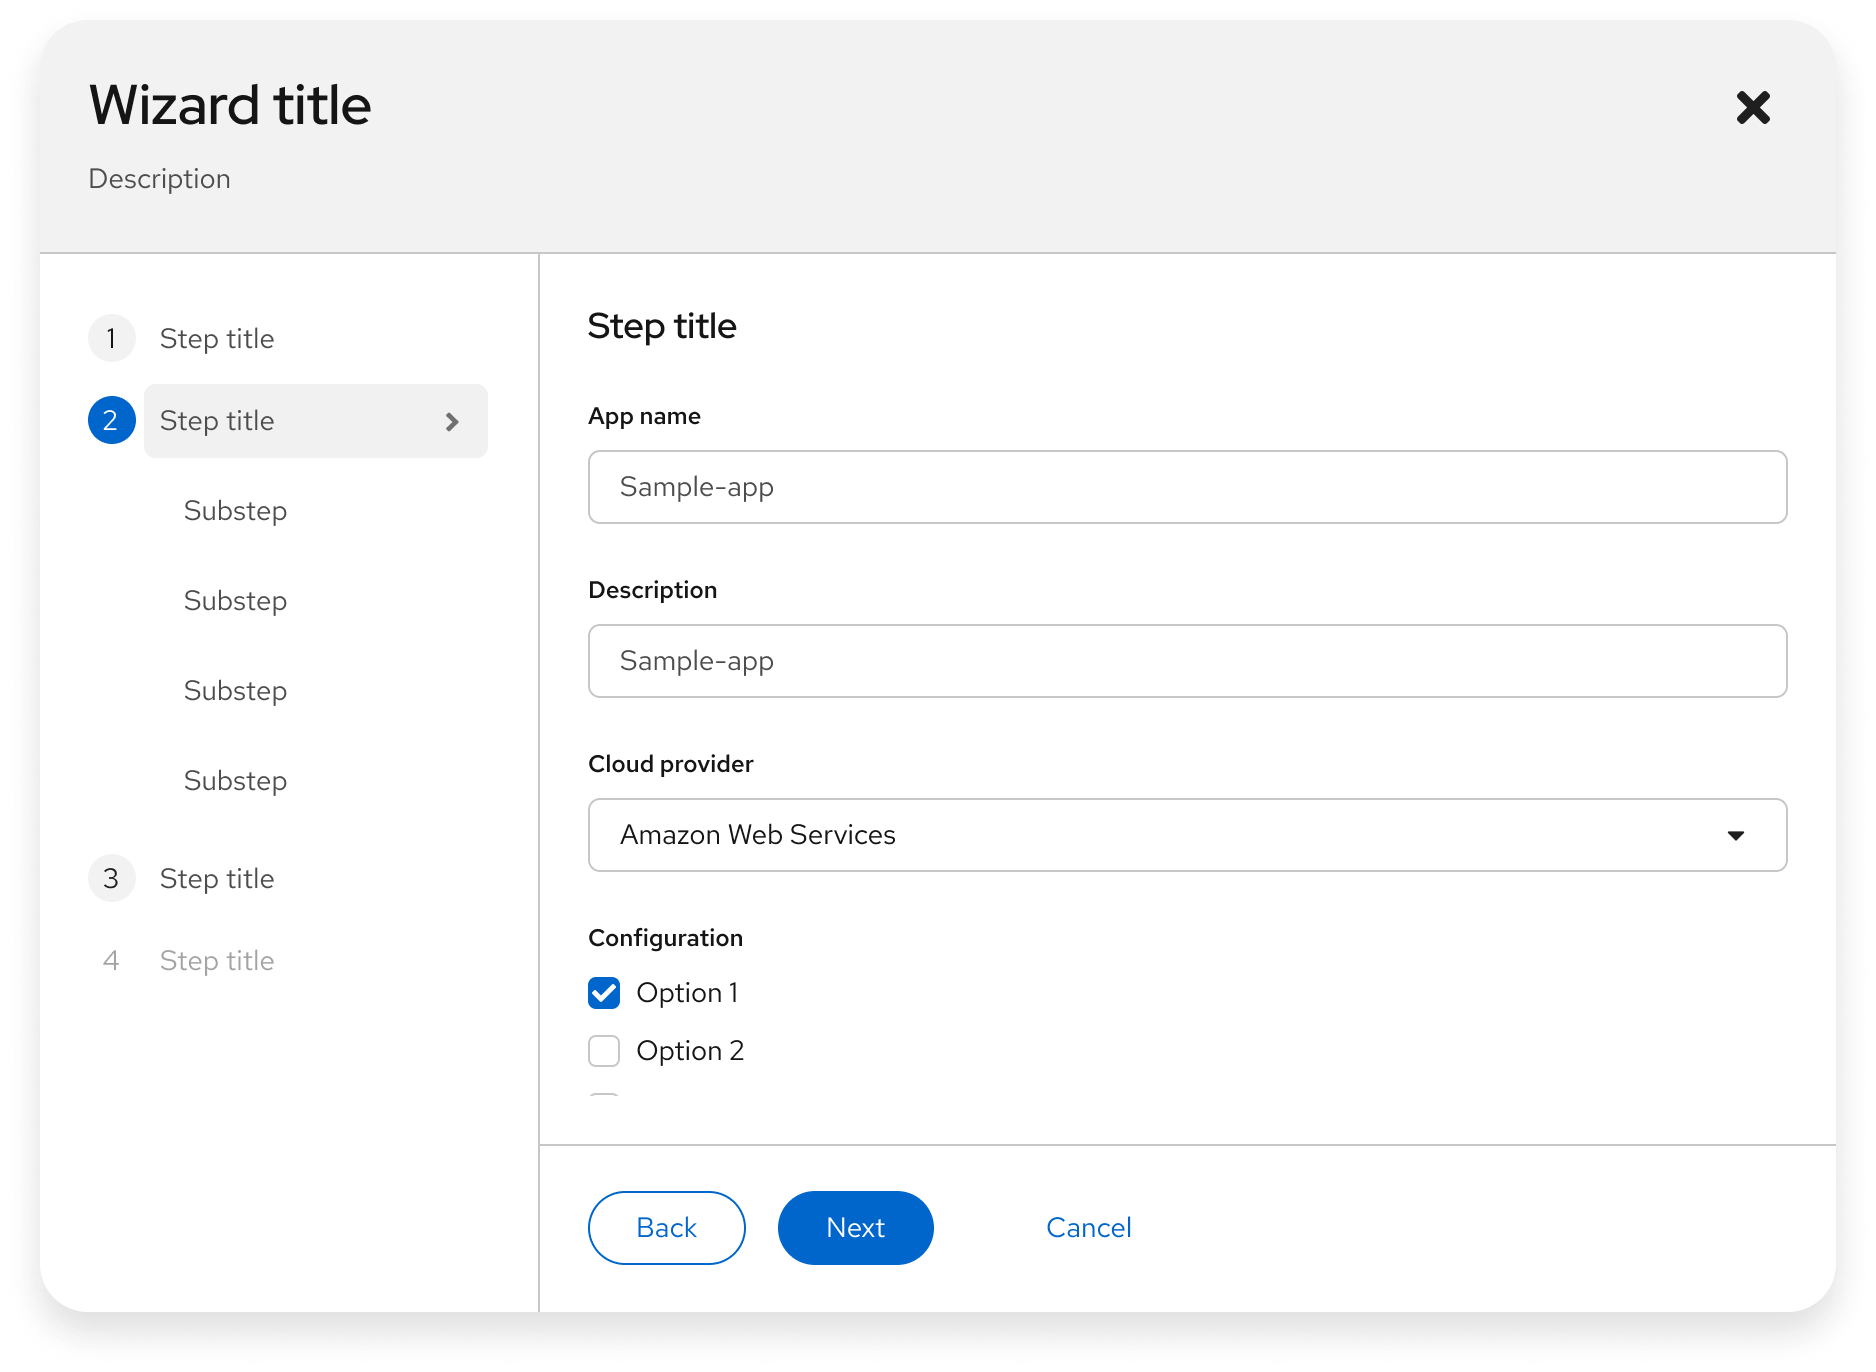 Wizard title
Description
1 Step title
2 Step title
Substep
Substep
Substep
Substep
3 Step title
4 Step title
Step title
App name
Sample-app
Description
Sample-app
Cloud provider
Amazon Web Services
Configuration
Option 1
Option 2
Back Next Cancel